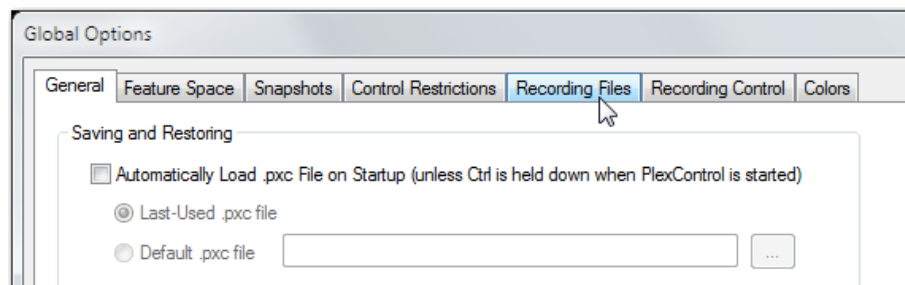 Global Options
General Feature Space Snapshots Control Restrictions Recording Files Recording Control Colors
Saving and Restoring
Automatically Load .pxc File on Startup (unless Ctrl is held down when PlexControl is started)
Last-Used .pxc file
Default .pxc file ...